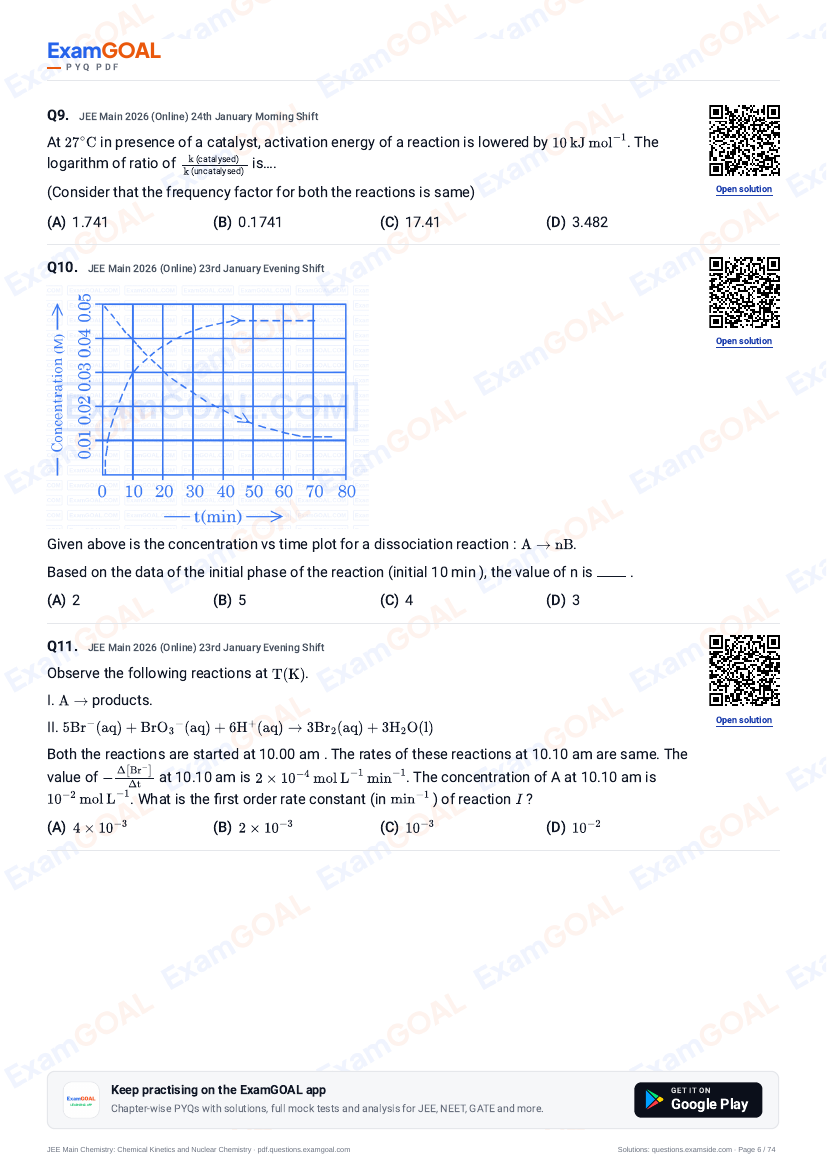 ExamGOAL
PYQ PDF
Q9. JEE Main 2026 (Online) 24th January Morning Shift
At 27°C in presence of a catalyst, activation energy of a reaction is lowered by 10 kJ mol⁻¹. The
logarithm of ratio of k (catalysed) / k (uncatalysed) is....
(Consider that the frequency factor for both the reactions is same)
(A) 1.741 (B) 0.1741 (C) 17.41 (D) 3.482
Open solution
Q10. JEE Main 2026 (Online) 23rd January Evening Shift
Open solution
Concentration (M)
0.01 0.02 0.03 0.04 0.05
ExamGOAL.COM
0 10 20 30 40 50 60 70 80
t(min)
Given above is the concentration vs time plot for a dissociation reaction : A → nB.
Based on the data of the initial phase of the reaction (initial 10 min ), the value of n is ____ .
(A) 2 (B) 5 (C) 4 (D) 3
Q11. JEE Main 2026 (Online) 23rd January Evening Shift
Observe the following reactions at T(K).
I. A → products.
II. 5Br⁻(aq) + BrO₃⁻(aq) + 6H⁺(aq) → 3Br₂(aq) + 3H₂O(l)
Open solution
Both the reactions are started at 10.00 am . The rates of these reactions at 10.10 am are same. The
value of −Δ[Br⁻]/Δt at 10.10 am is 2 × 10⁻⁴ mol L⁻¹ min⁻¹. The concentration of A at 10.10 am is
10⁻² mol L⁻¹. What is the first order rate constant (in min⁻¹ ) of reaction I ?
(A) 4 × 10⁻³ (B) 2 × 10⁻³ (C) 10⁻³ (D) 10⁻²
Keep practising on the ExamGOAL app
Chapter-wise PYQs with solutions, full mock tests and analysis for JEE, NEET, GATE and more.
ExamGOAL
GET IT ON
Google Play
JEE Main Chemistry: Chemical Kinetics and Nuclear Chemistry · pdf.questions.examgoal.com
Solutions: questions.examside.com · Page 6 / 74